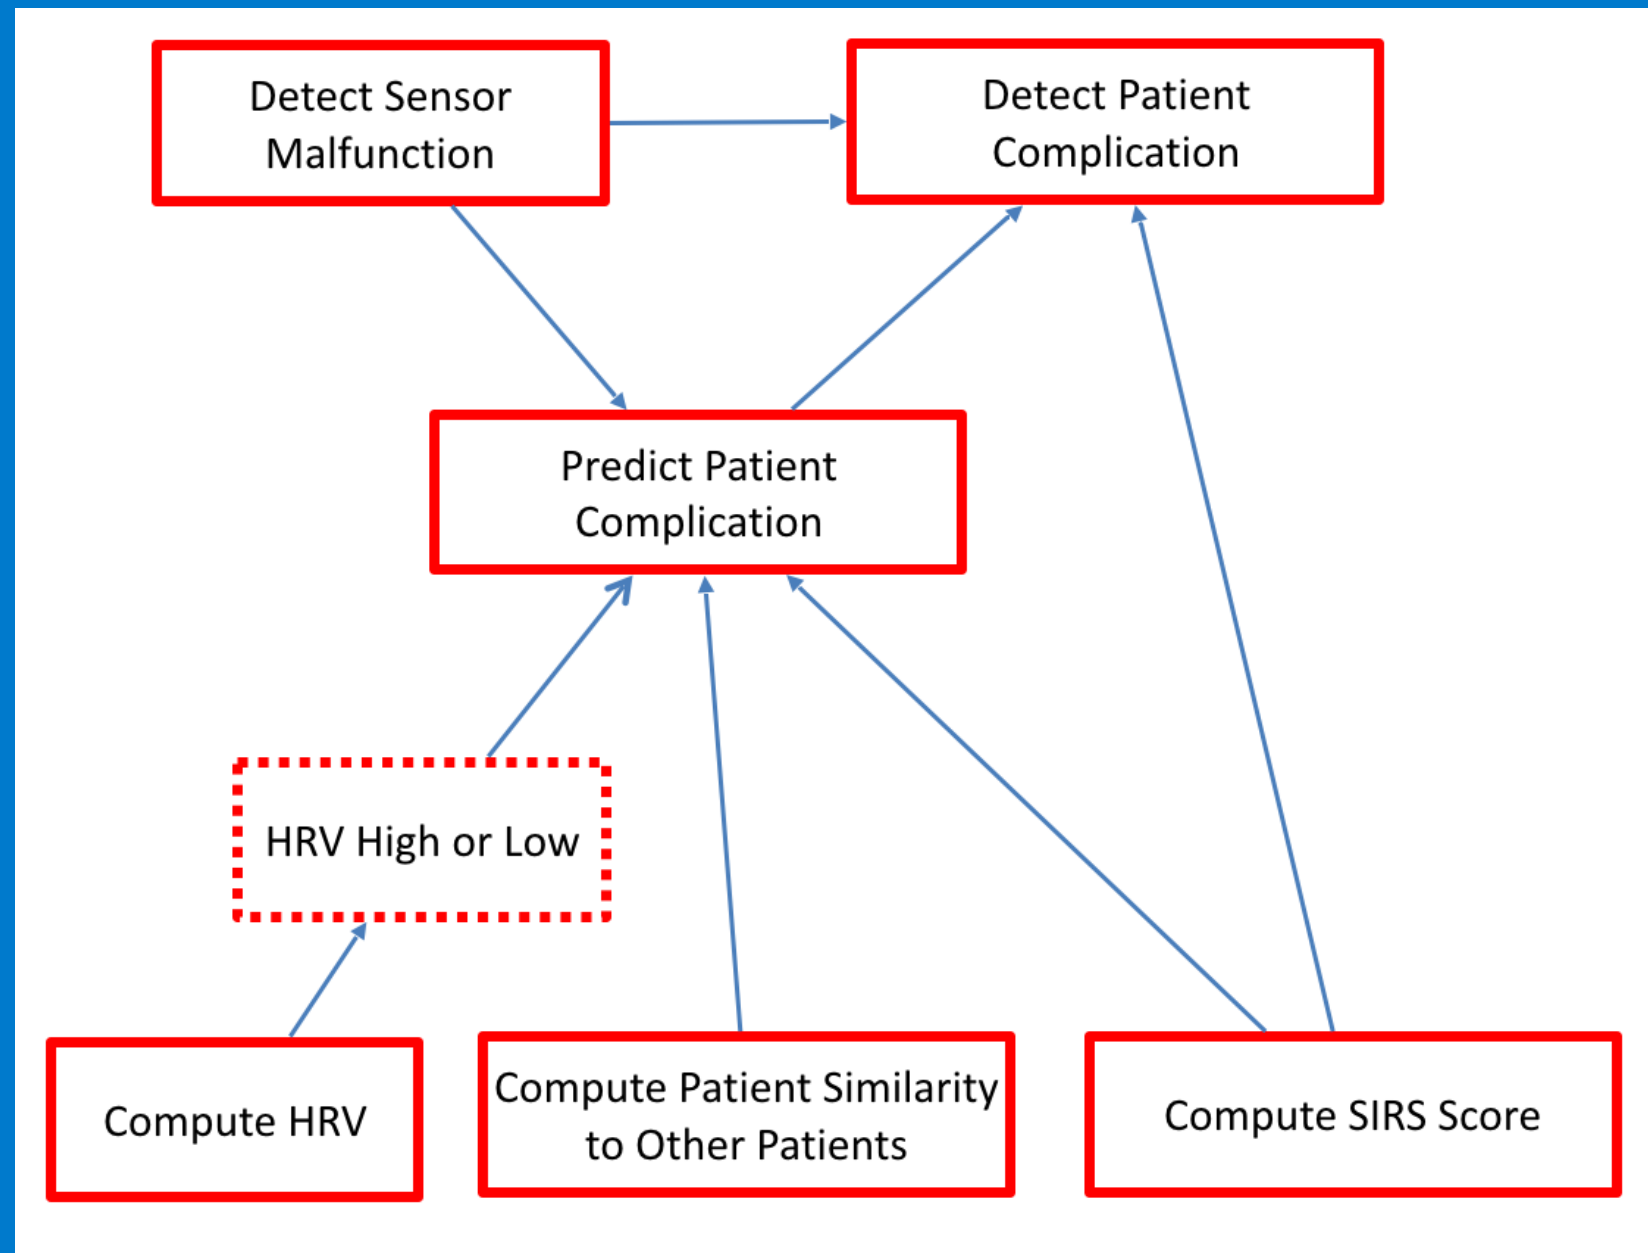 Detect Sensor
Malfunction
Detect Patient
Complication
Predict Patient
Complication
HRV High or Low
Compute HRV
Compute Patient Similarity
to Other Patients
Compute SIRS Score